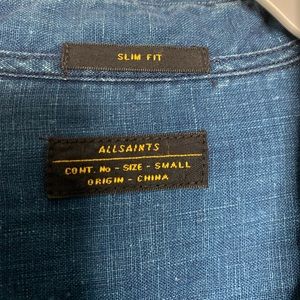 SLIM FIT
ALLSAINTS
CONT. No - SIZE - SMALL
ORIGIN - CHINA